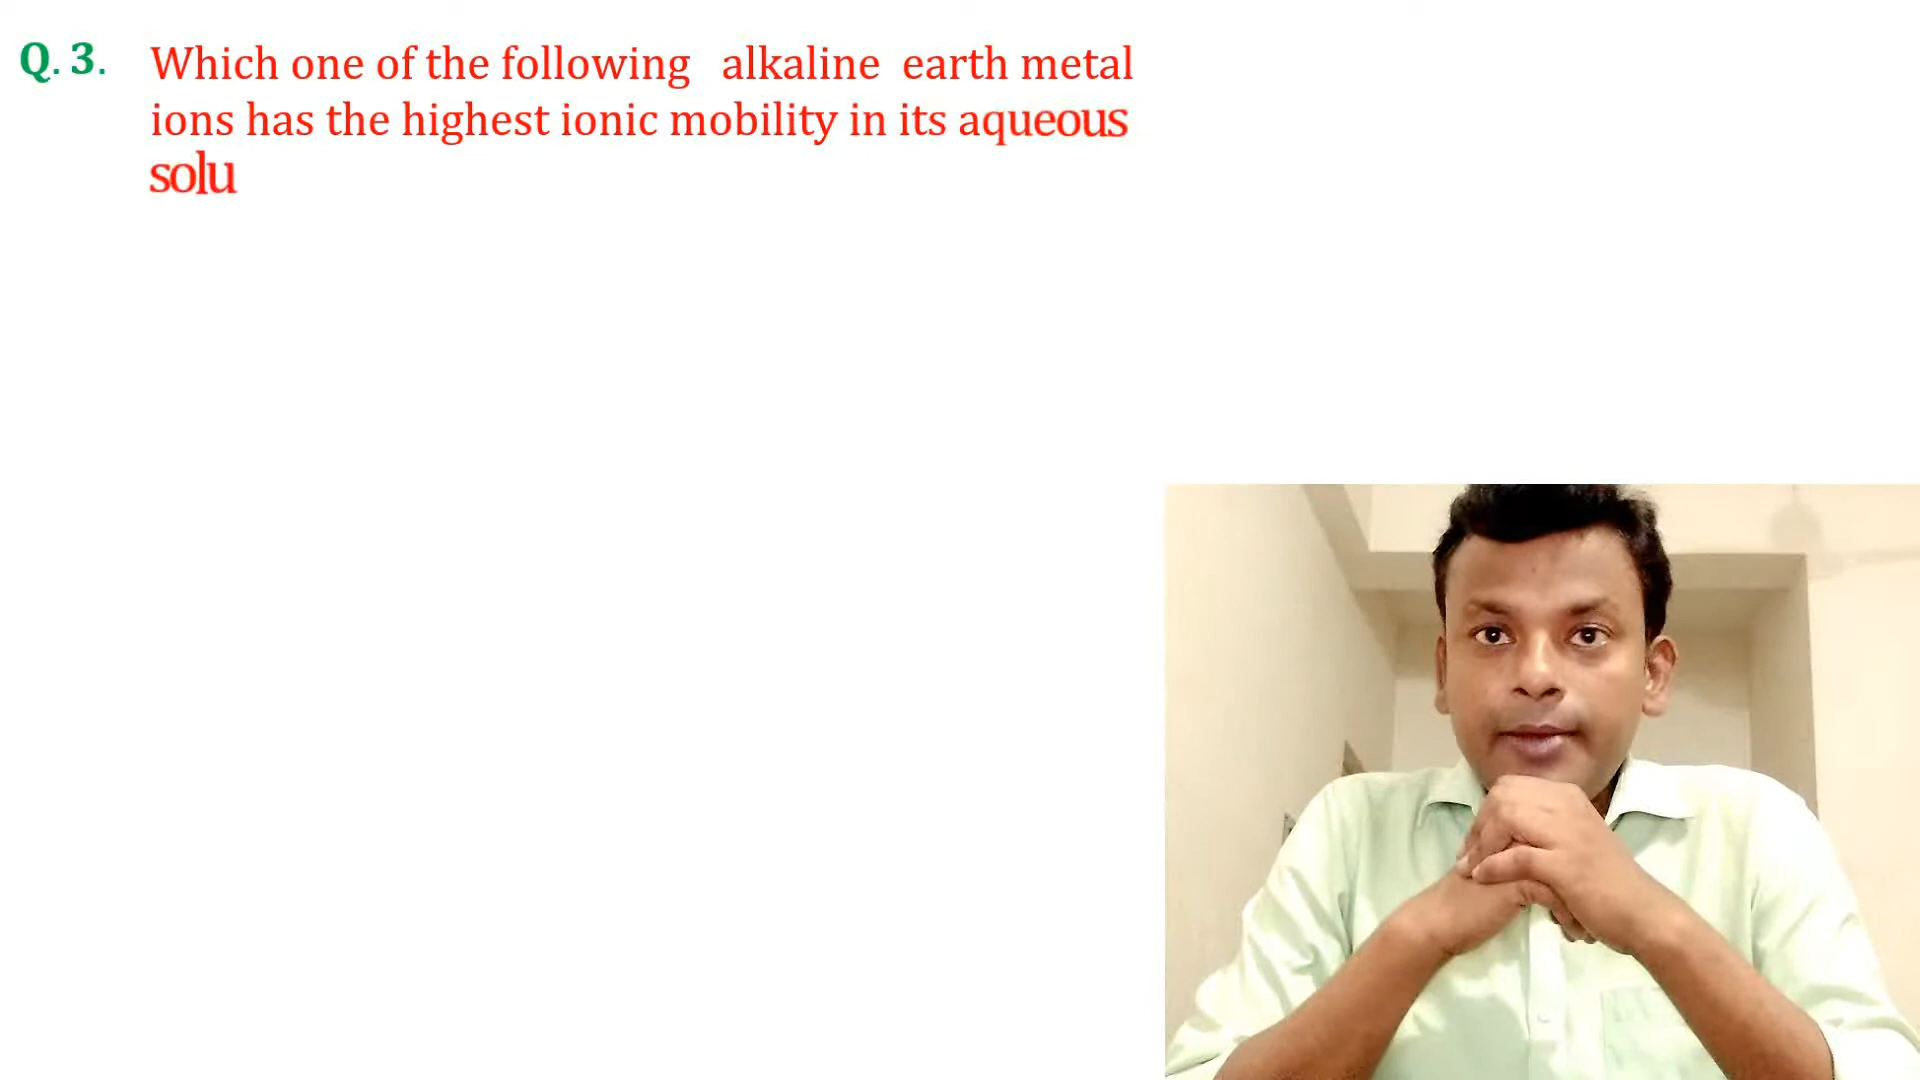 Q. 3. Which one of the following alkaline earth metal
ions has the highest ionic mobility in its aqueous
solu